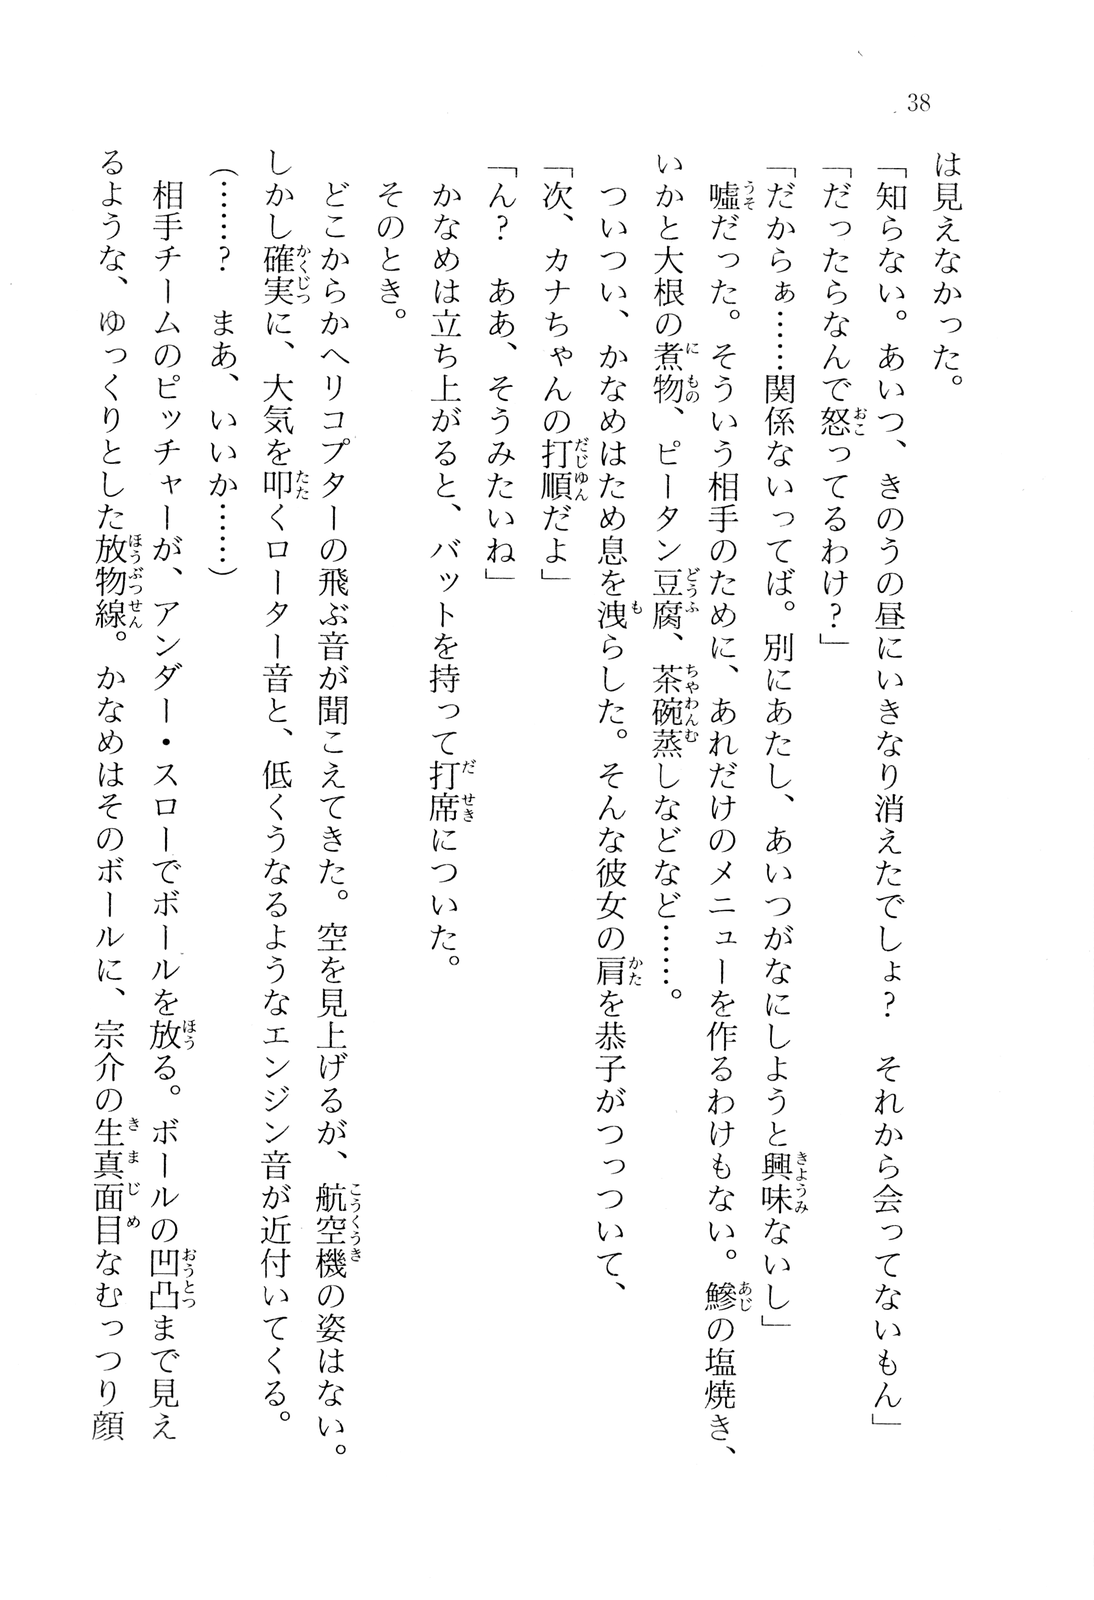 38
は見えなかった。
「知らない。あいつ、きのうの昼にいきなり消えたでしょ?　それから会ってないもん」
「だったらなんで怒ってるわけ?」
「だからぁ……関係ないってば。別にあたし、あいつがなにしようと興味ないし」
嘘だった。そういう相手のために、あれだけのメニューを作るわけもない。鯵の塩焼き、
いかと大根の煮物、ピータン豆腐、茶碗蒸しなどなど……。
ついつい、かなめはため息を洩らした。そんな彼女の肩を恭子がつっついて、
「次、カナちゃんの打順だよ」
「ん?　ああ、そうみたいね」
かなめは立ち上がると、バットを持って打席についた。
そのとき。
どこからかヘリコプターの飛ぶ音が聞こえてきた。空を見上げるが、航空機の姿はない。
しかし確実に、大気を叩くローター音と、低くうなるようなエンジン音が近付いてくる。
(……?　まあ、いいか……)
相手チームのピッチャーが、アンダー・スローでボールを放る。ボールの凹凸まで見え
るような、ゆっくりとした放物線。かなめはそのボールに、宗介の生真面目なむっつり顔